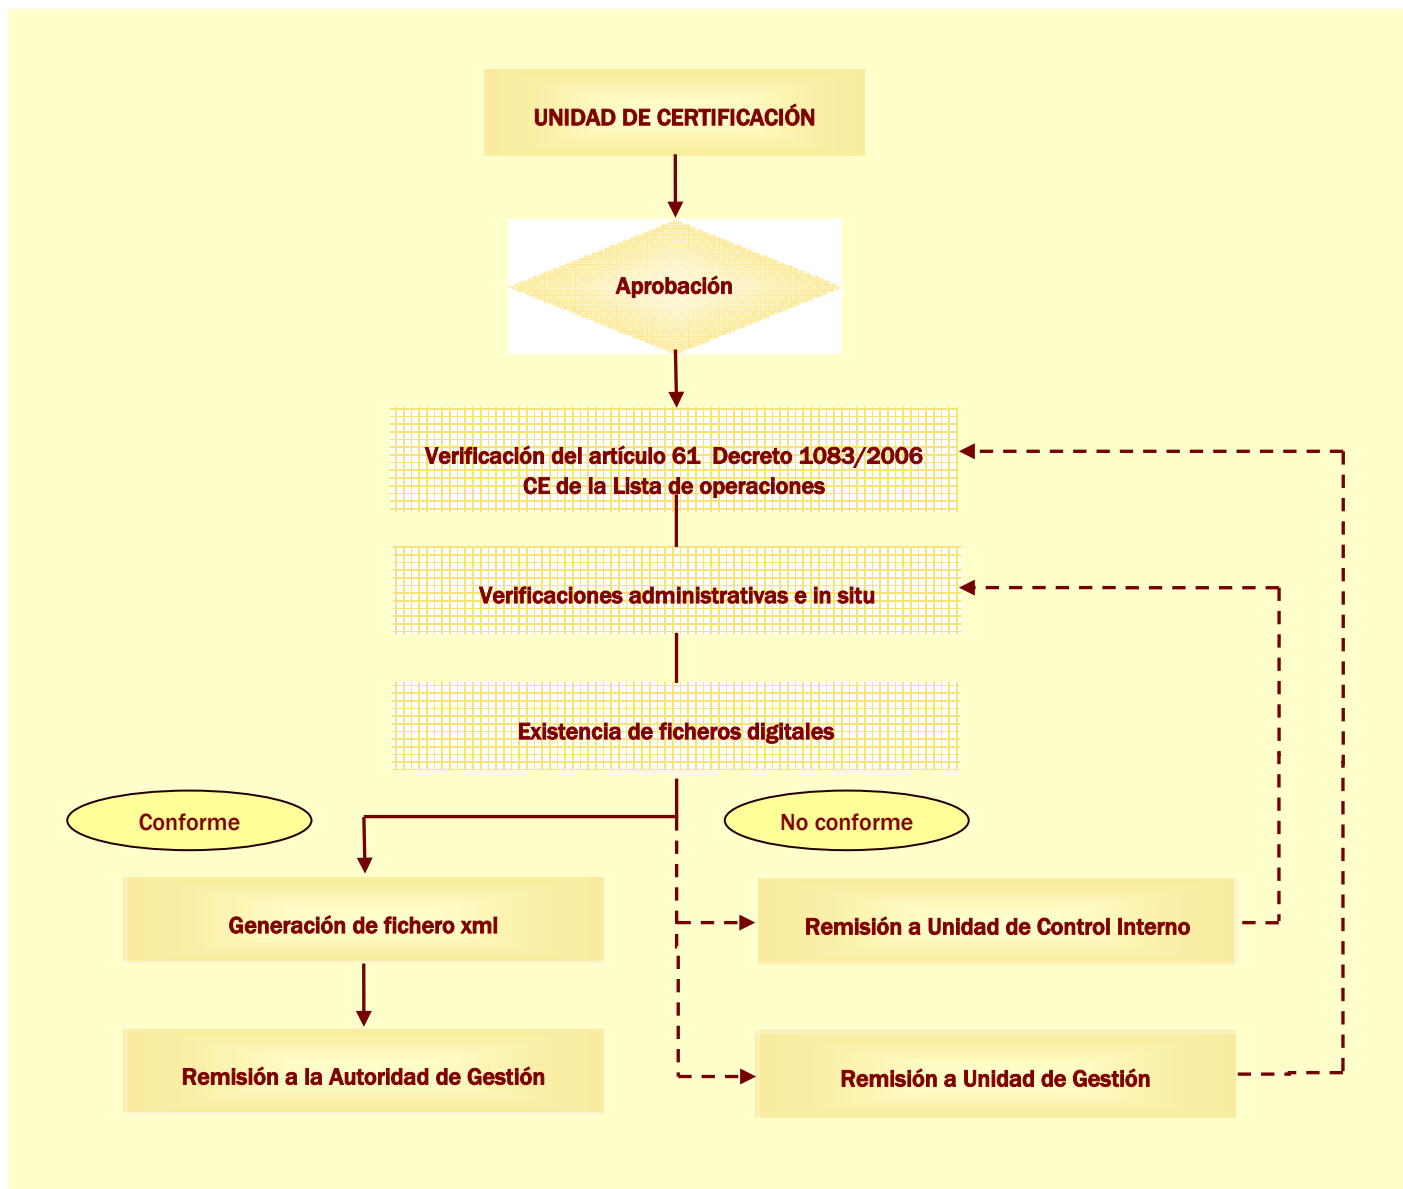 UNIDAD DE CERTIFICACIÓN
Aprobación
Verificación del artículo 61 Decreto 1083/2006
CE de la Lista de operaciones
Verificaciones administrativas e in situ
Existencia de ficheros digitales
Conforme
No conforme
Generación de fichero xml
Remisión a Unidad de Control Interno
Remisión a la Autoridad de Gestión
Remisión a Unidad de Gestión